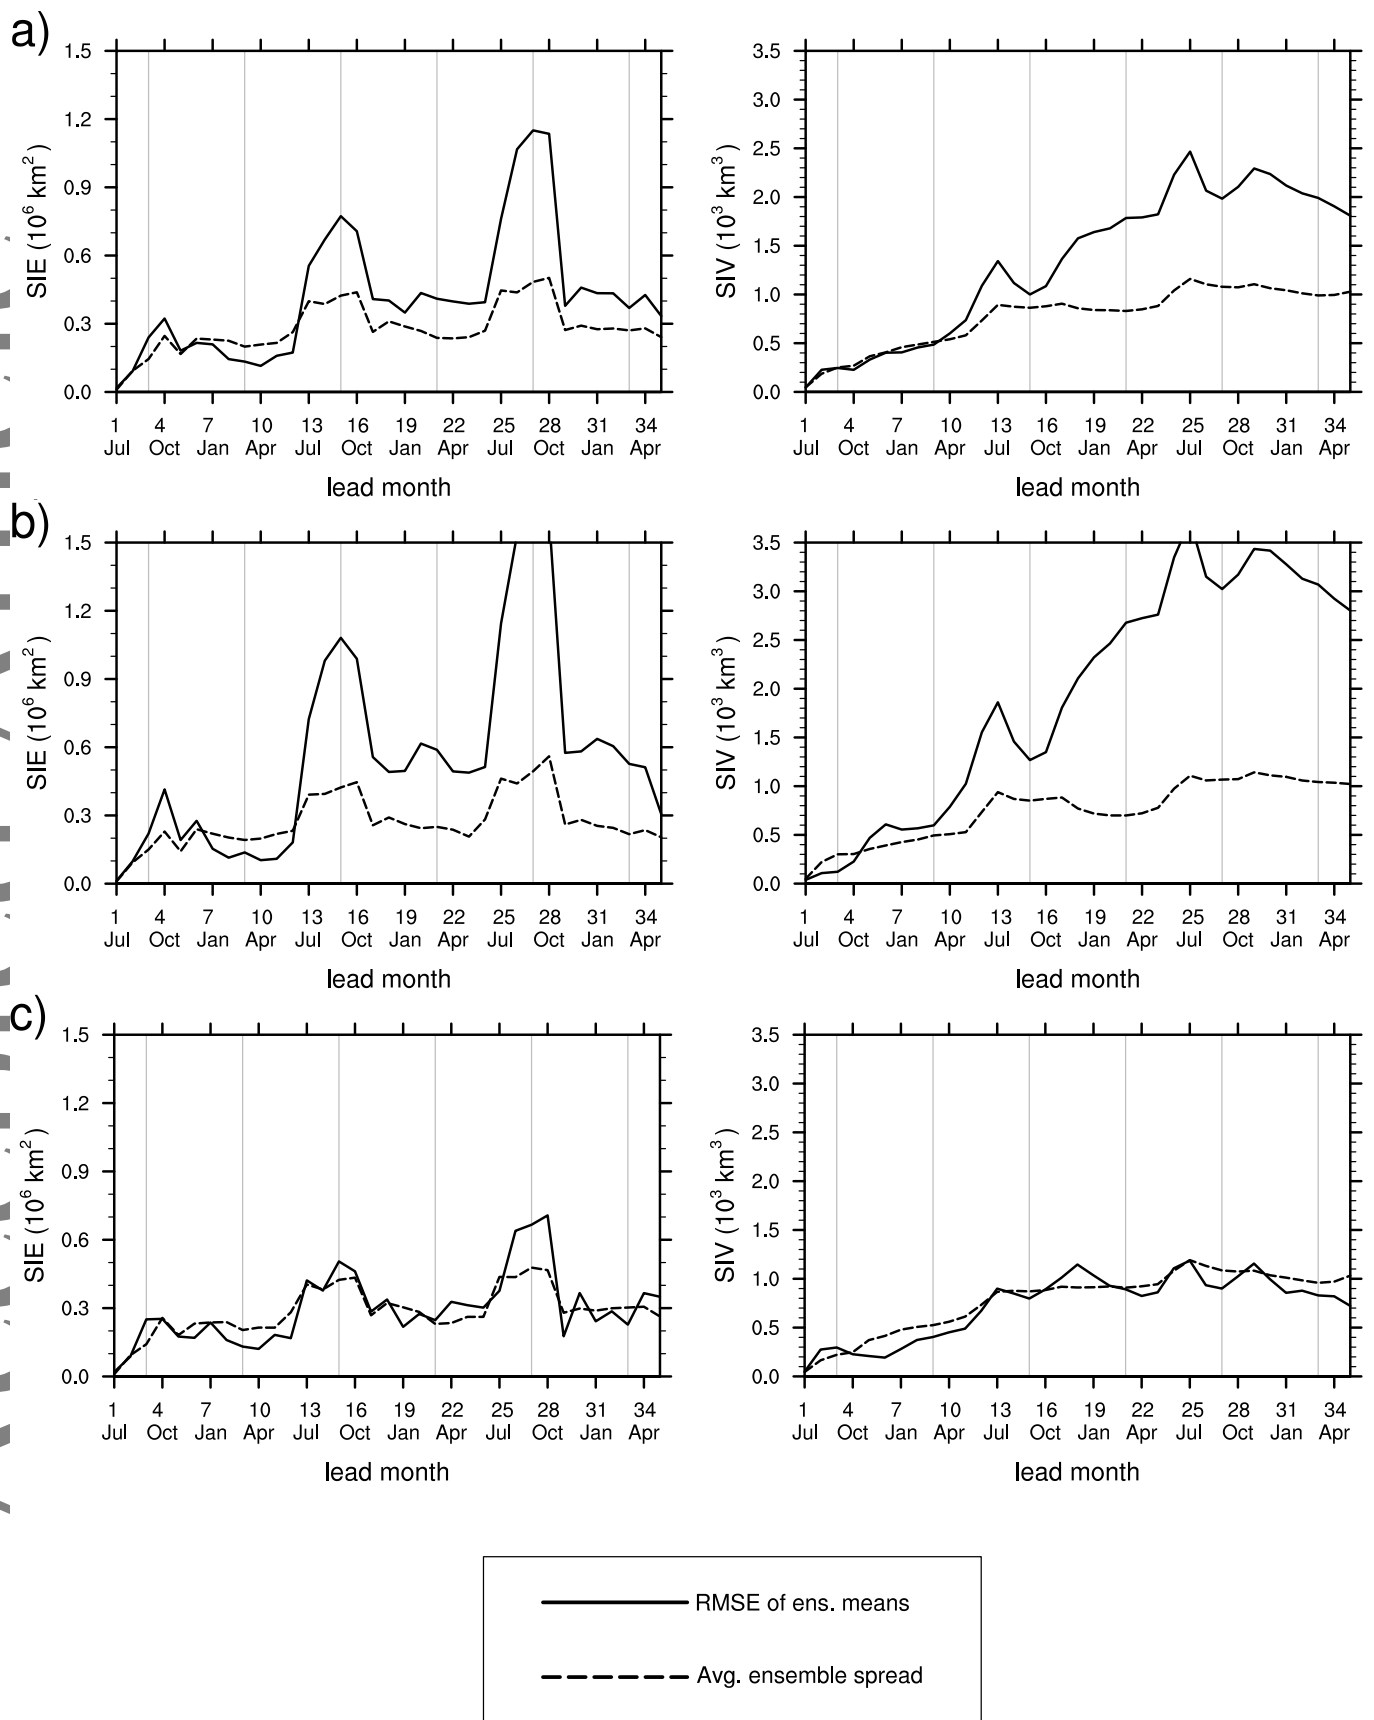 a)
1.5
1.2
0.9
0.6
0.3
0.0
SIE (10⁶ km²)
1 4 7 10 13 16 19 22 25 28 31 34
Jul Oct Jan Apr Jul Oct Jan Apr Jul Oct Jan Apr
lead month
3.5
3.0
2.5
2.0
1.5
1.0
0.5
0.0
SIV (10³ km³)
1 4 7 10 13 16 19 22 25 28 31 34
Jul Oct Jan Apr Jul Oct Jan Apr Jul Oct Jan Apr
lead month
b)
1.5
1.2
0.9
0.6
0.3
0.0
SIE (10⁶ km²)
1 4 7 10 13 16 19 22 25 28 31 34
Jul Oct Jan Apr Jul Oct Jan Apr Jul Oct Jan Apr
lead month
3.5
3.0
2.5
2.0
1.5
1.0
0.5
0.0
SIV (10³ km³)
1 4 7 10 13 16 19 22 25 28 31 34
Jul Oct Jan Apr Jul Oct Jan Apr Jul Oct Jan Apr
lead month
c)
1.5
1.2
0.9
0.6
0.3
0.0
SIE (10⁶ km²)
1 4 7 10 13 16 19 22 25 28 31 34
Jul Oct Jan Apr Jul Oct Jan Apr Jul Oct Jan Apr
lead month
3.5
3.0
2.5
2.0
1.5
1.0
0.5
0.0
SIV (10³ km³)
1 4 7 10 13 16 19 22 25 28 31 34
Jul Oct Jan Apr Jul Oct Jan Apr Jul Oct Jan Apr
lead month
RMSE of ens. means
Avg. ensemble spread